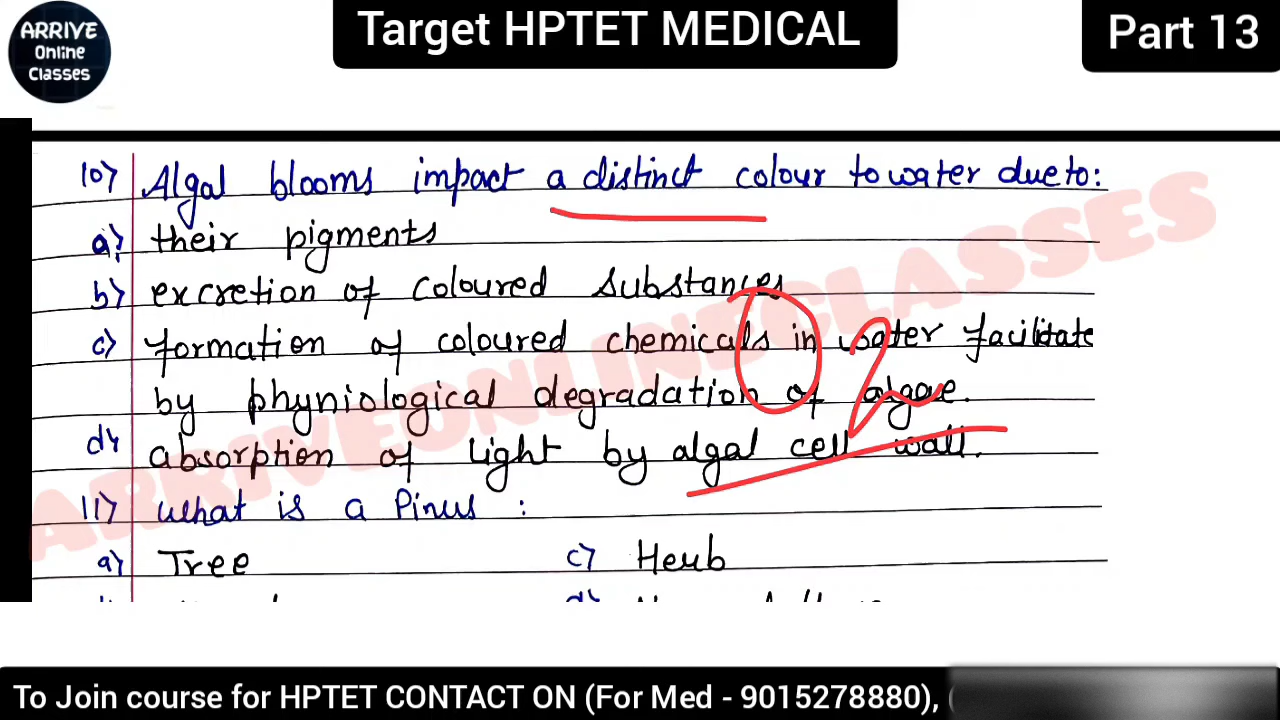 ARRIVE
Online
Classes
Target HPTET MEDICAL
Part 13
10) Algal blooms impact a distinct colour to water due to:
a) their pigments
b) excretion of coloured substances
c) formation of coloured chemicals in water facilitate
by phyniological degradation of algae.
d) absorption of light by algal cell wall.
11) What is a Pinus :
a) Tree c) Herb
ARRIVEONLINECLASSES
To Join course for HPTET CONTACT ON (For Med - 9015278880), (